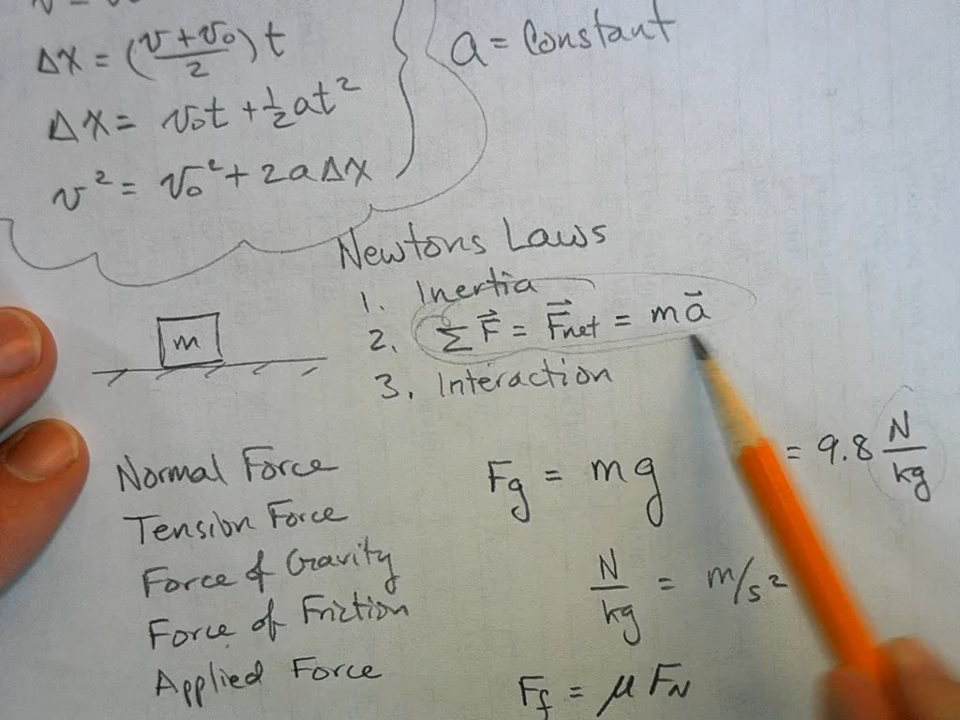 Δx = (v + v₀)/2 t
a = Constant
Δx = v₀t + ½at²
v² = v₀² + 2aΔx
Newtons Laws
1. Inertia
2. Σ F⃗ = F⃗net = ma⃗
3. Interaction
m
Normal Force
Tension Force
Force of Gravity
Force of Friction
Applied Force
Fg = mg
= 9.8 N/kg
N/kg = m/s²
Ff = μ FN